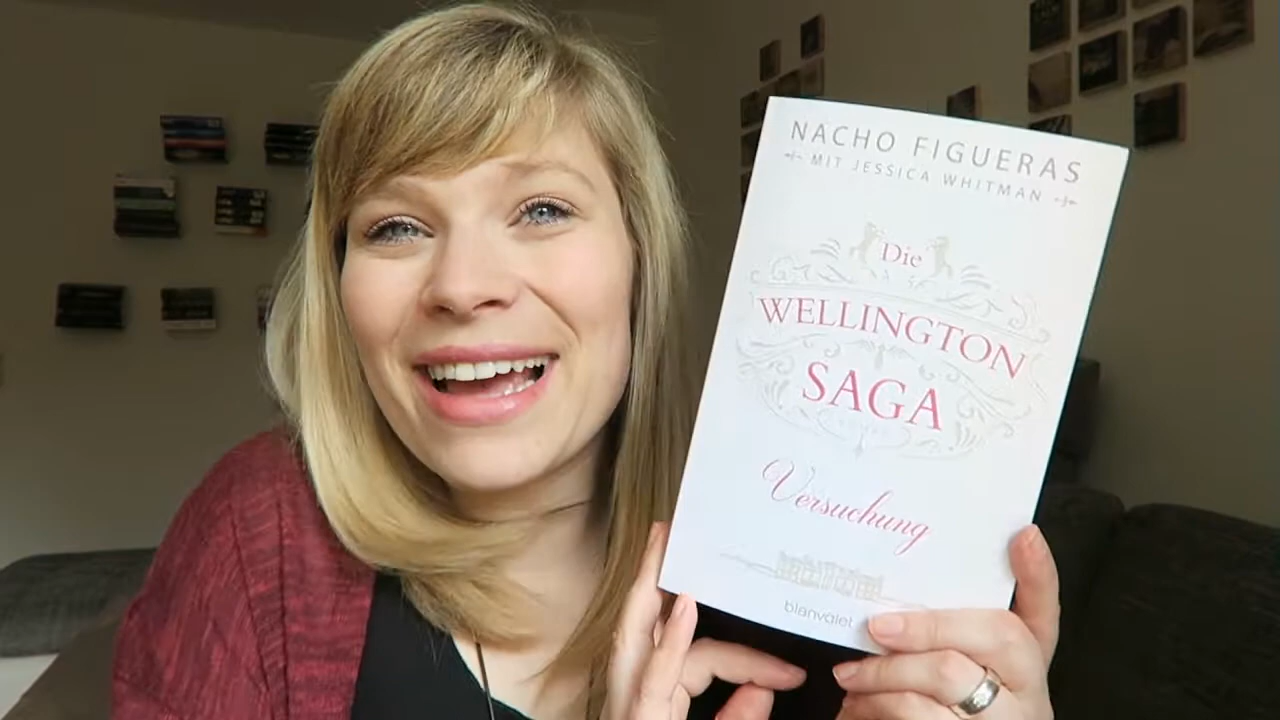 NACHO FIGUERAS
MIT JESSICA WHITMAN
Die
WELLINGTON
SAGA
Versuchung
blanvalet